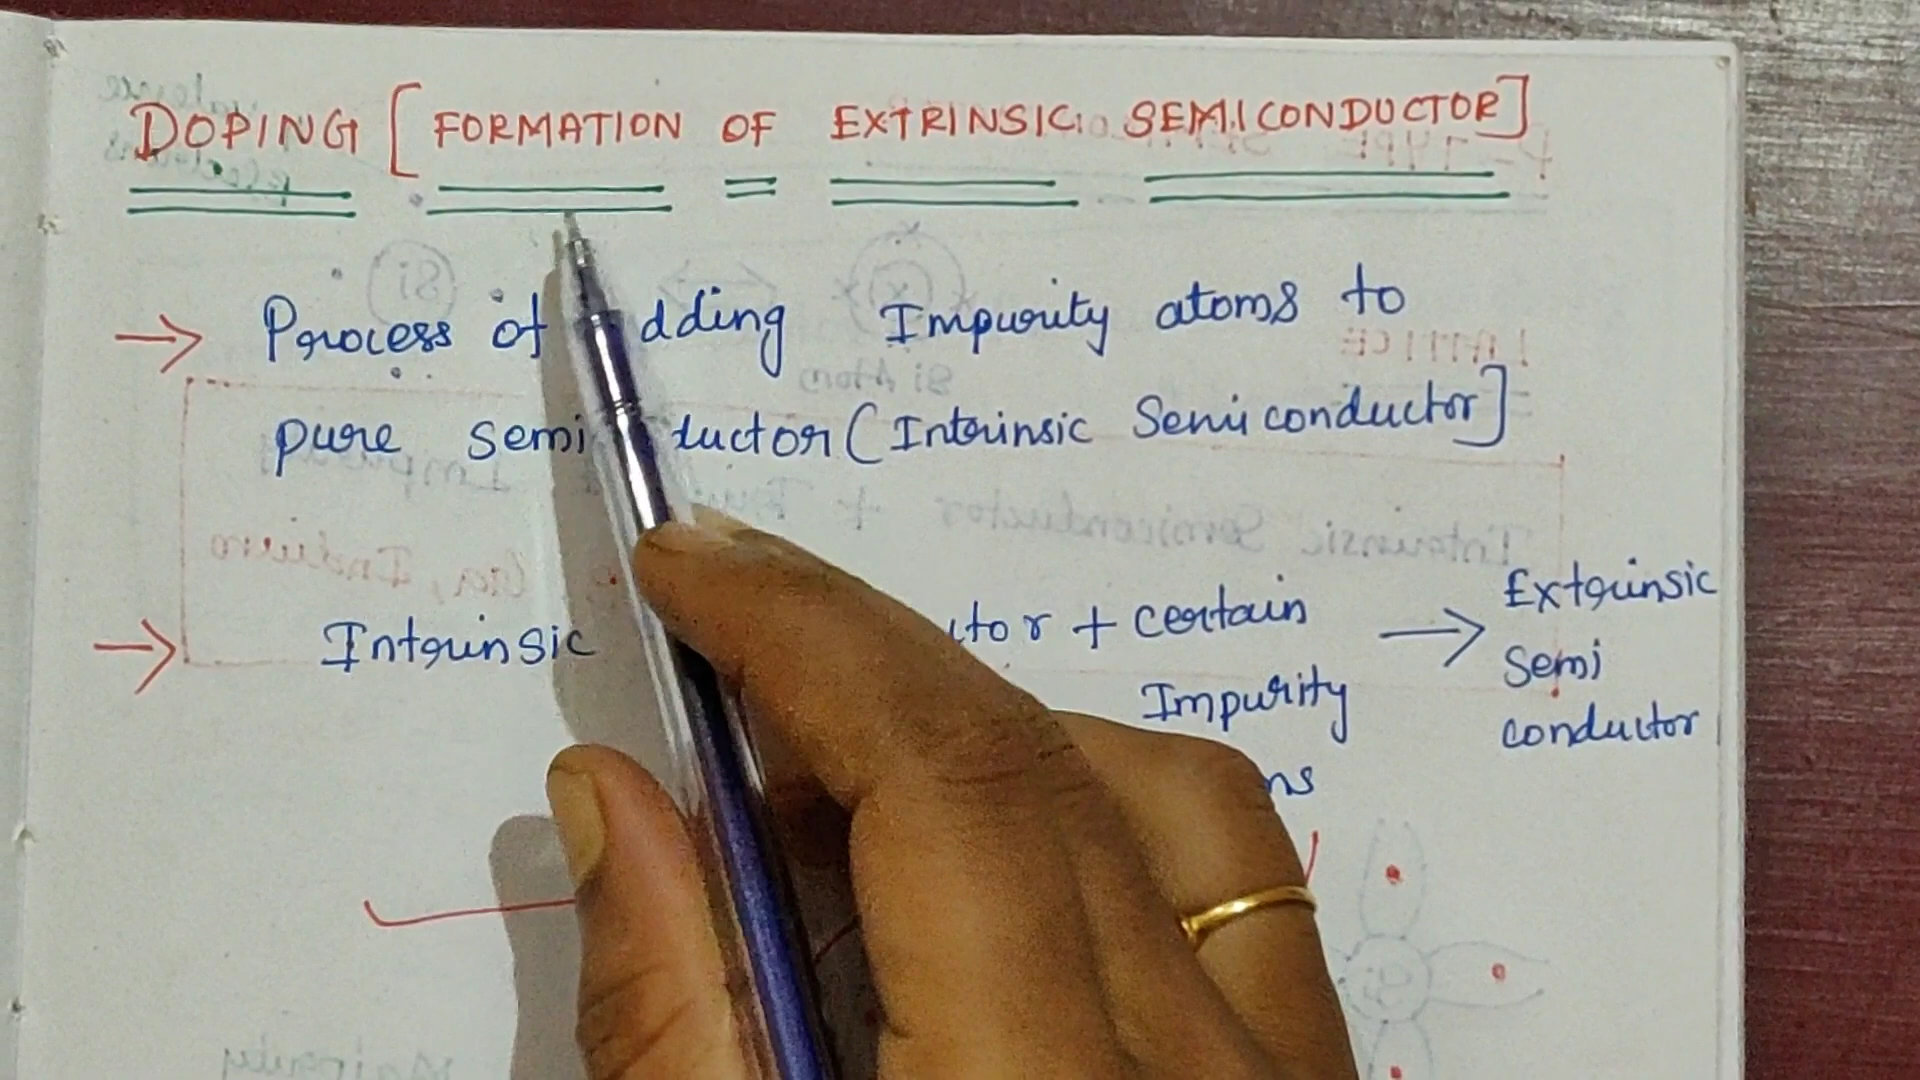 DOPING [FORMATION OF EXTRINSIC SEMICONDUCTOR]
→ Process of dding Impurity atoms to
pure semi ductor (Intrinsic Semiconductor]
→ Intrinsic tor + certain → Extrinsic
Impurity Semi
ns conductor